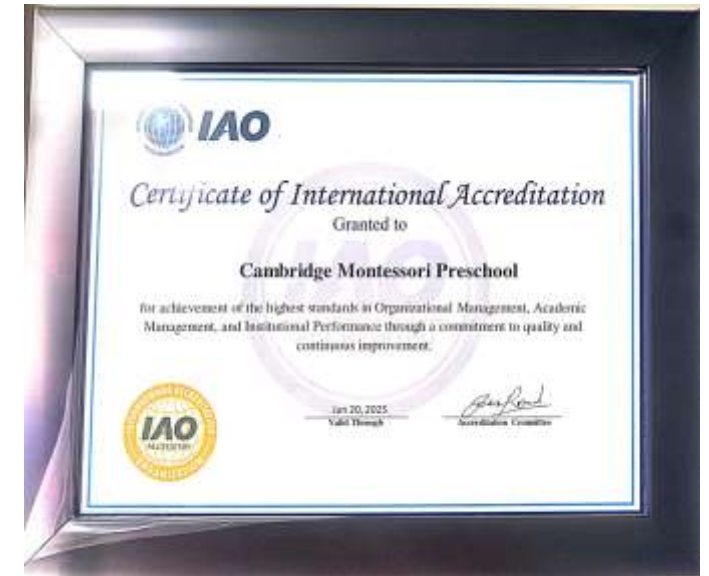 IAO
Certificate of International Accreditation
Granted to
Cambridge Montessori Preschool
for achievement of the highest standards in Organizational Management, Academic
Management, and Institutional Performance through a commitment to quality and
continuous improvement.
IAO
Jan 20, 2025
Valid Through
Accreditation Committee
IAO
ORGANIZATION